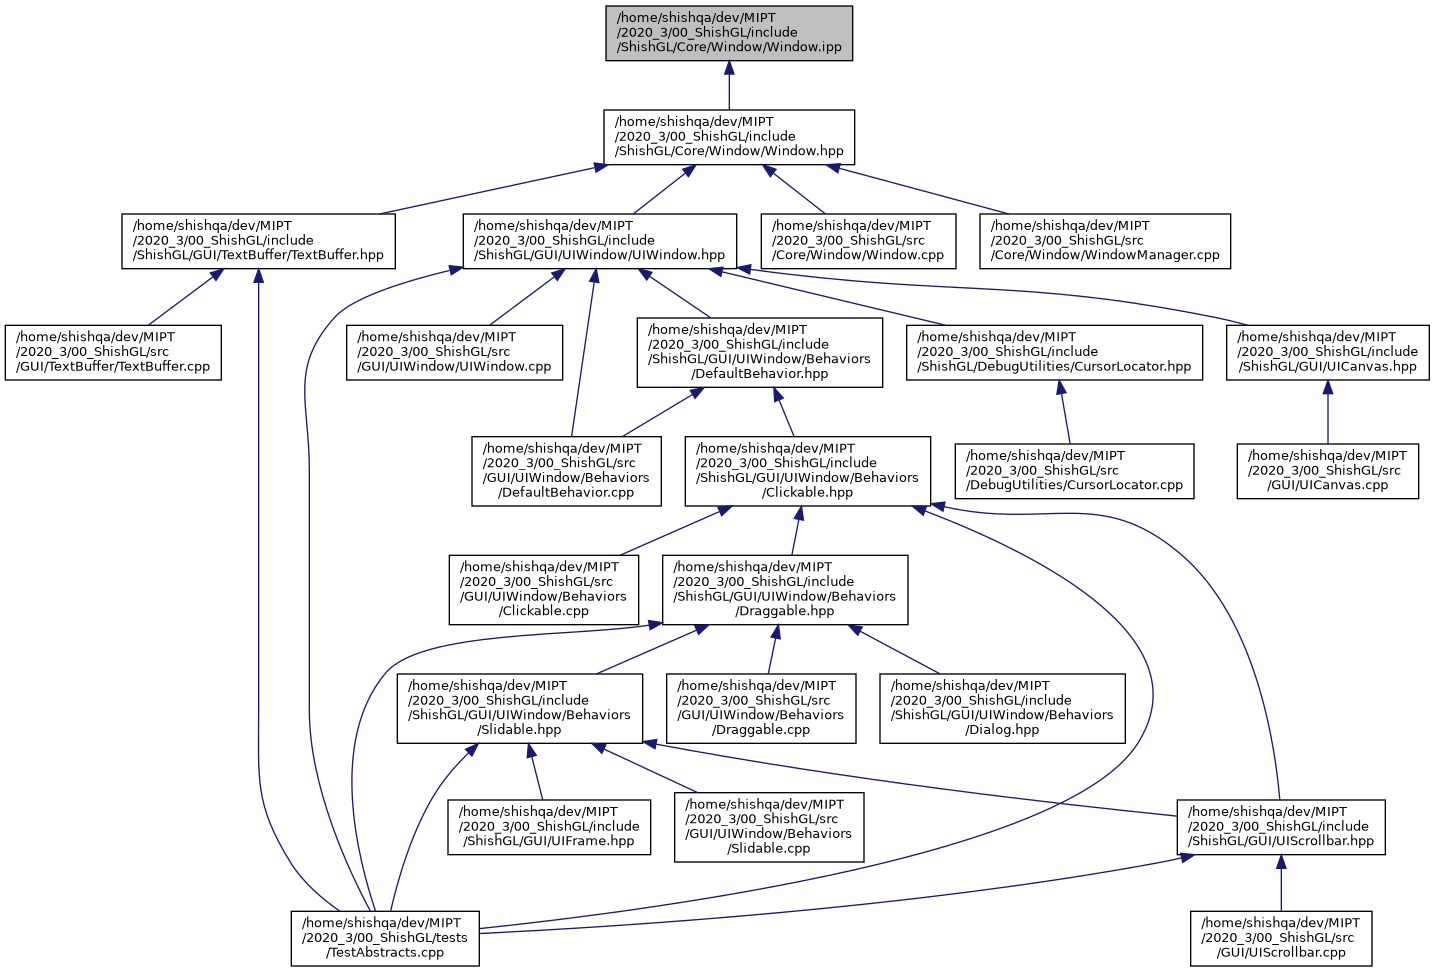 /home/shishqa/dev/MIPT
/2020_3/00_ShishGL/include
/ShishGL/Core/Window/Window.ipp
/home/shishqa/dev/MIPT
/2020_3/00_ShishGL/include
/ShishGL/Core/Window/Window.hpp
/home/shishqa/dev/MIPT
/2020_3/00_ShishGL/include
/ShishGL/GUI/TextBuffer/TextBuffer.hpp
/home/shishqa/dev/MIPT
/2020_3/00_ShishGL/include
/ShishGL/GUI/UIWindow/UIWindow.hpp
/home/shishqa/dev/MIPT
/2020_3/00_ShishGL/src
/Core/Window/Window.cpp
/home/shishqa/dev/MIPT
/2020_3/00_ShishGL/src
/Core/Window/WindowManager.cpp
/home/shishqa/dev/MIPT
/2020_3/00_ShishGL/src
/GUI/TextBuffer/TextBuffer.cpp
/home/shishqa/dev/MIPT
/2020_3/00_ShishGL/src
/GUI/UIWindow/UIWindow.cpp
/home/shishqa/dev/MIPT
/2020_3/00_ShishGL/include
/ShishGL/GUI/UIWindow/Behaviors
/DefaultBehavior.hpp
/home/shishqa/dev/MIPT
/2020_3/00_ShishGL/include
/ShishGL/DebugUtilities/CursorLocator.hpp
/home/shishqa/dev/MIPT
/2020_3/00_ShishGL/include
/ShishGL/GUI/UICanvas.hpp
/home/shishqa/dev/MIPT
/2020_3/00_ShishGL/src
/GUI/UIWindow/Behaviors
/DefaultBehavior.cpp
/home/shishqa/dev/MIPT
/2020_3/00_ShishGL/include
/ShishGL/GUI/UIWindow/Behaviors
/Clickable.hpp
/home/shishqa/dev/MIPT
/2020_3/00_ShishGL/src
/DebugUtilities/CursorLocator.cpp
/home/shishqa/dev/MIPT
/2020_3/00_ShishGL/src
/GUI/UICanvas.cpp
/home/shishqa/dev/MIPT
/2020_3/00_ShishGL/src
/GUI/UIWindow/Behaviors
/Clickable.cpp
/home/shishqa/dev/MIPT
/2020_3/00_ShishGL/include
/ShishGL/GUI/UIWindow/Behaviors
/Draggable.hpp
/home/shishqa/dev/MIPT
/2020_3/00_ShishGL/include
/ShishGL/GUI/UIWindow/Behaviors
/Slidable.hpp
/home/shishqa/dev/MIPT
/2020_3/00_ShishGL/src
/GUI/UIWindow/Behaviors
/Draggable.cpp
/home/shishqa/dev/MIPT
/2020_3/00_ShishGL/include
/ShishGL/GUI/UIWindow/Behaviors
/Dialog.hpp
/home/shishqa/dev/MIPT
/2020_3/00_ShishGL/include
/ShishGL/GUI/UIFrame.hpp
/home/shishqa/dev/MIPT
/2020_3/00_ShishGL/src
/GUI/UIWindow/Behaviors
/Slidable.cpp
/home/shishqa/dev/MIPT
/2020_3/00_ShishGL/include
/ShishGL/GUI/UIScrollbar.hpp
/home/shishqa/dev/MIPT
/2020_3/00_ShishGL/tests
/TestAbstracts.cpp
/home/shishqa/dev/MIPT
/2020_3/00_ShishGL/src
/GUI/UIScrollbar.cpp